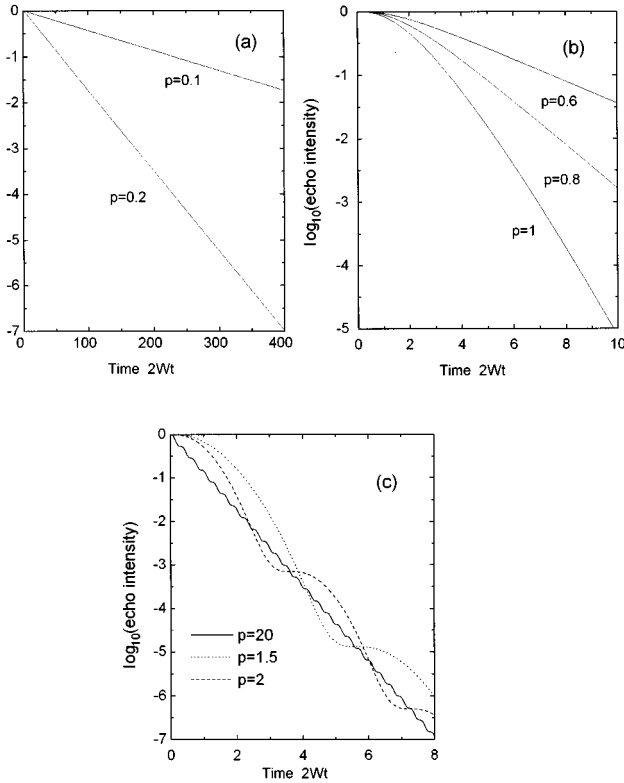 (a)
0
-1
-2
-3
-4
-5
-6
-7
p=0.1
p=0.2
0 100 200 300 400
Time 2Wt
(b)
log10(echo intensity)
0
-1
-2
-3
-4
-5
p=0.6
p=0.8
p=1
0 2 4 6 8 10
Time 2Wt
(c)
log10(echo intensity)
0
-1
-2
-3
-4
-5
-6
-7
p=20
p=1.5
p=2
0 2 4 6 8
Time 2Wt